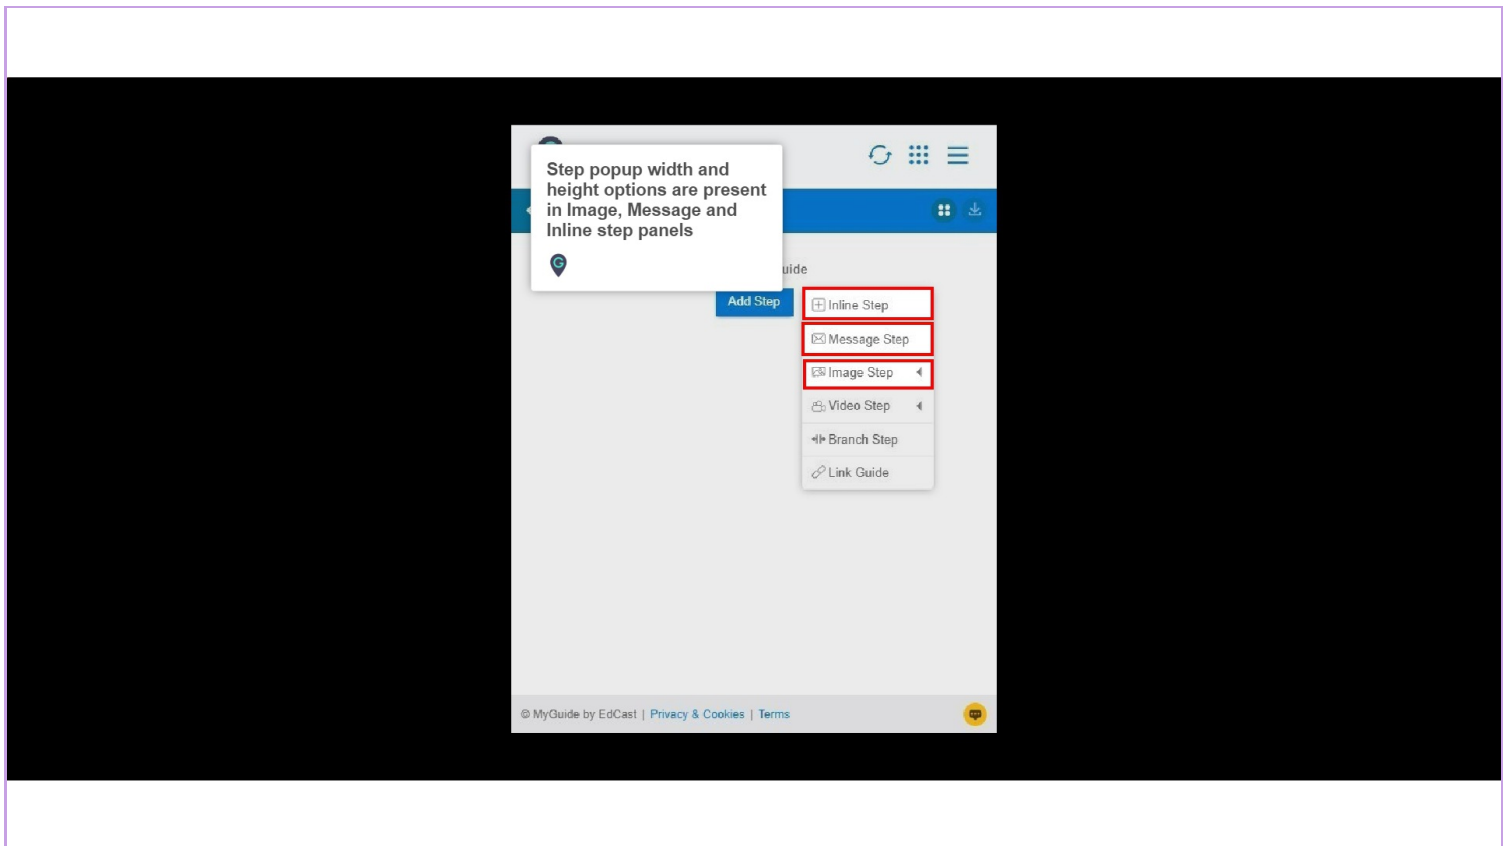 Step popup width and
height options are present
in Image, Message and
Inline step panels
G
uide
Add Step
Inline Step
Message Step
Image Step
Video Step
Branch Step
Link Guide
© MyGuide by EdCast | Privacy & Cookies | Terms